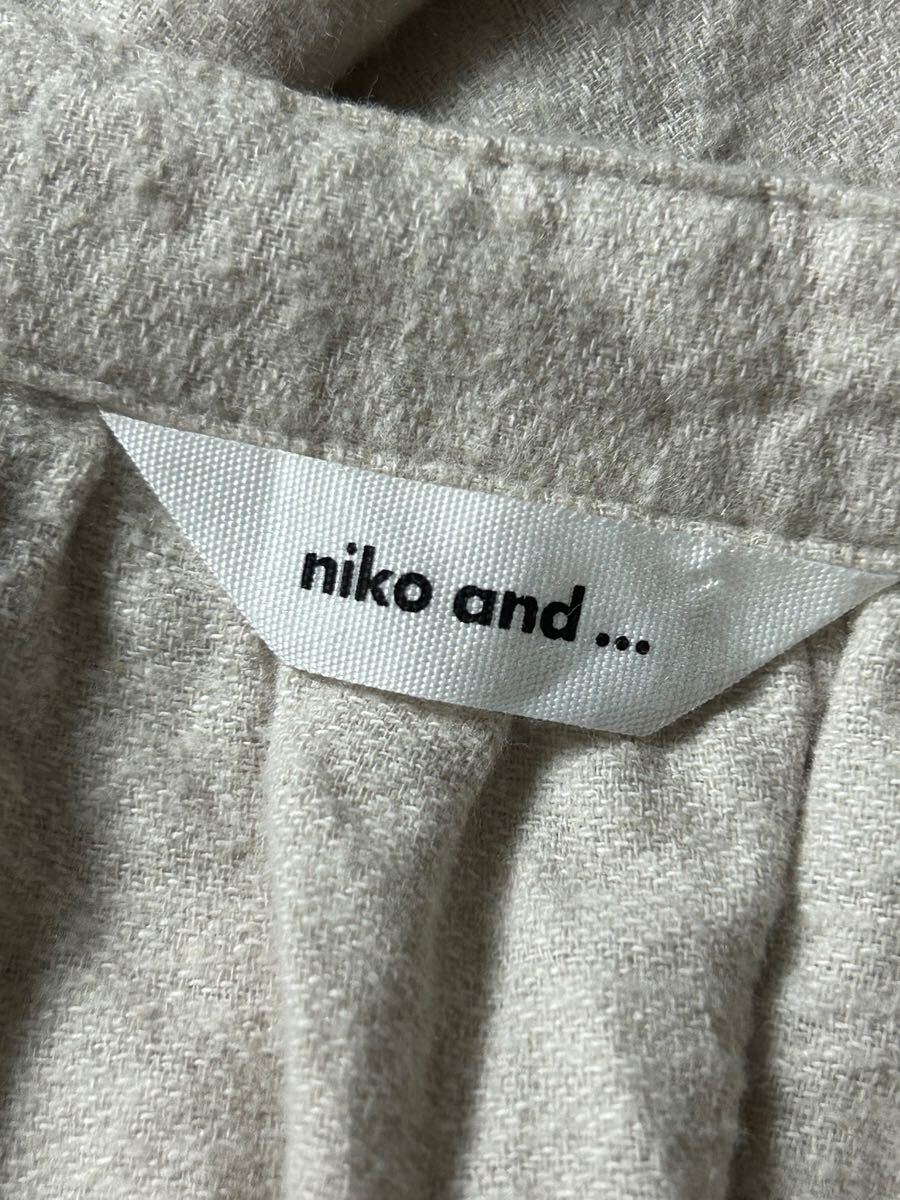 niko and ...